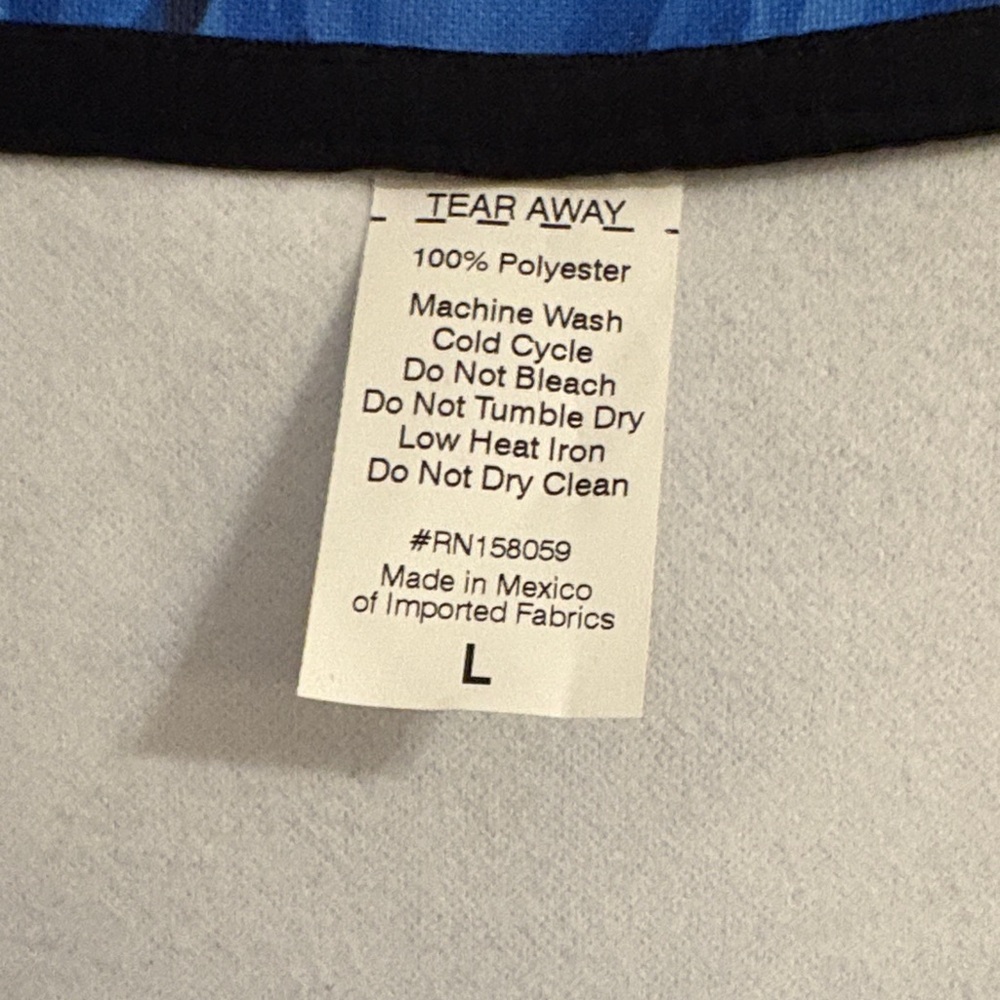 TEAR AWAY
100% Polyester
Machine Wash
Cold Cycle
Do Not Bleach
Do Not Tumble Dry
Low Heat Iron
Do Not Dry Clean
#RN158059
Made in Mexico
of Imported Fabrics
L